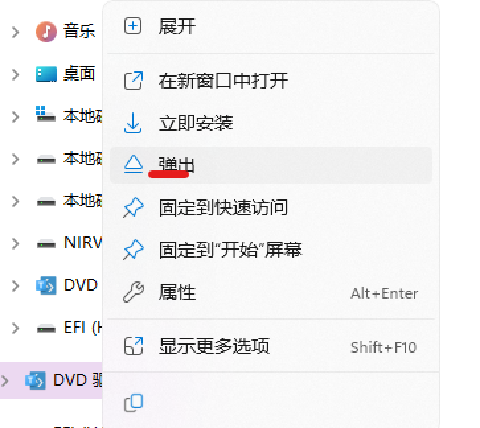 音乐
桌面
本地磁
本地磁
本地磁
NIRV
DVD
EFI (H
DVD 驱
展开
在新窗口中打开
立即安装
弹出
固定到快速访问
固定到“开始”屏幕
属性 Alt+Enter
显示更多选项 Shift+F10